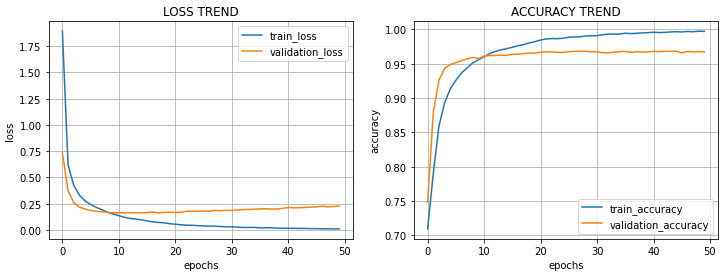 LOSS TREND
loss
1.75
1.50
1.25
1.00
0.75
0.50
0.25
0.00
train_loss
validation_loss
0 10 20 30 40 50
epochs
ACCURACY TREND
accuracy
1.00
0.95
0.90
0.85
0.80
0.75
0.70
train_accuracy
validation_accuracy
0 10 20 30 40 50
epochs